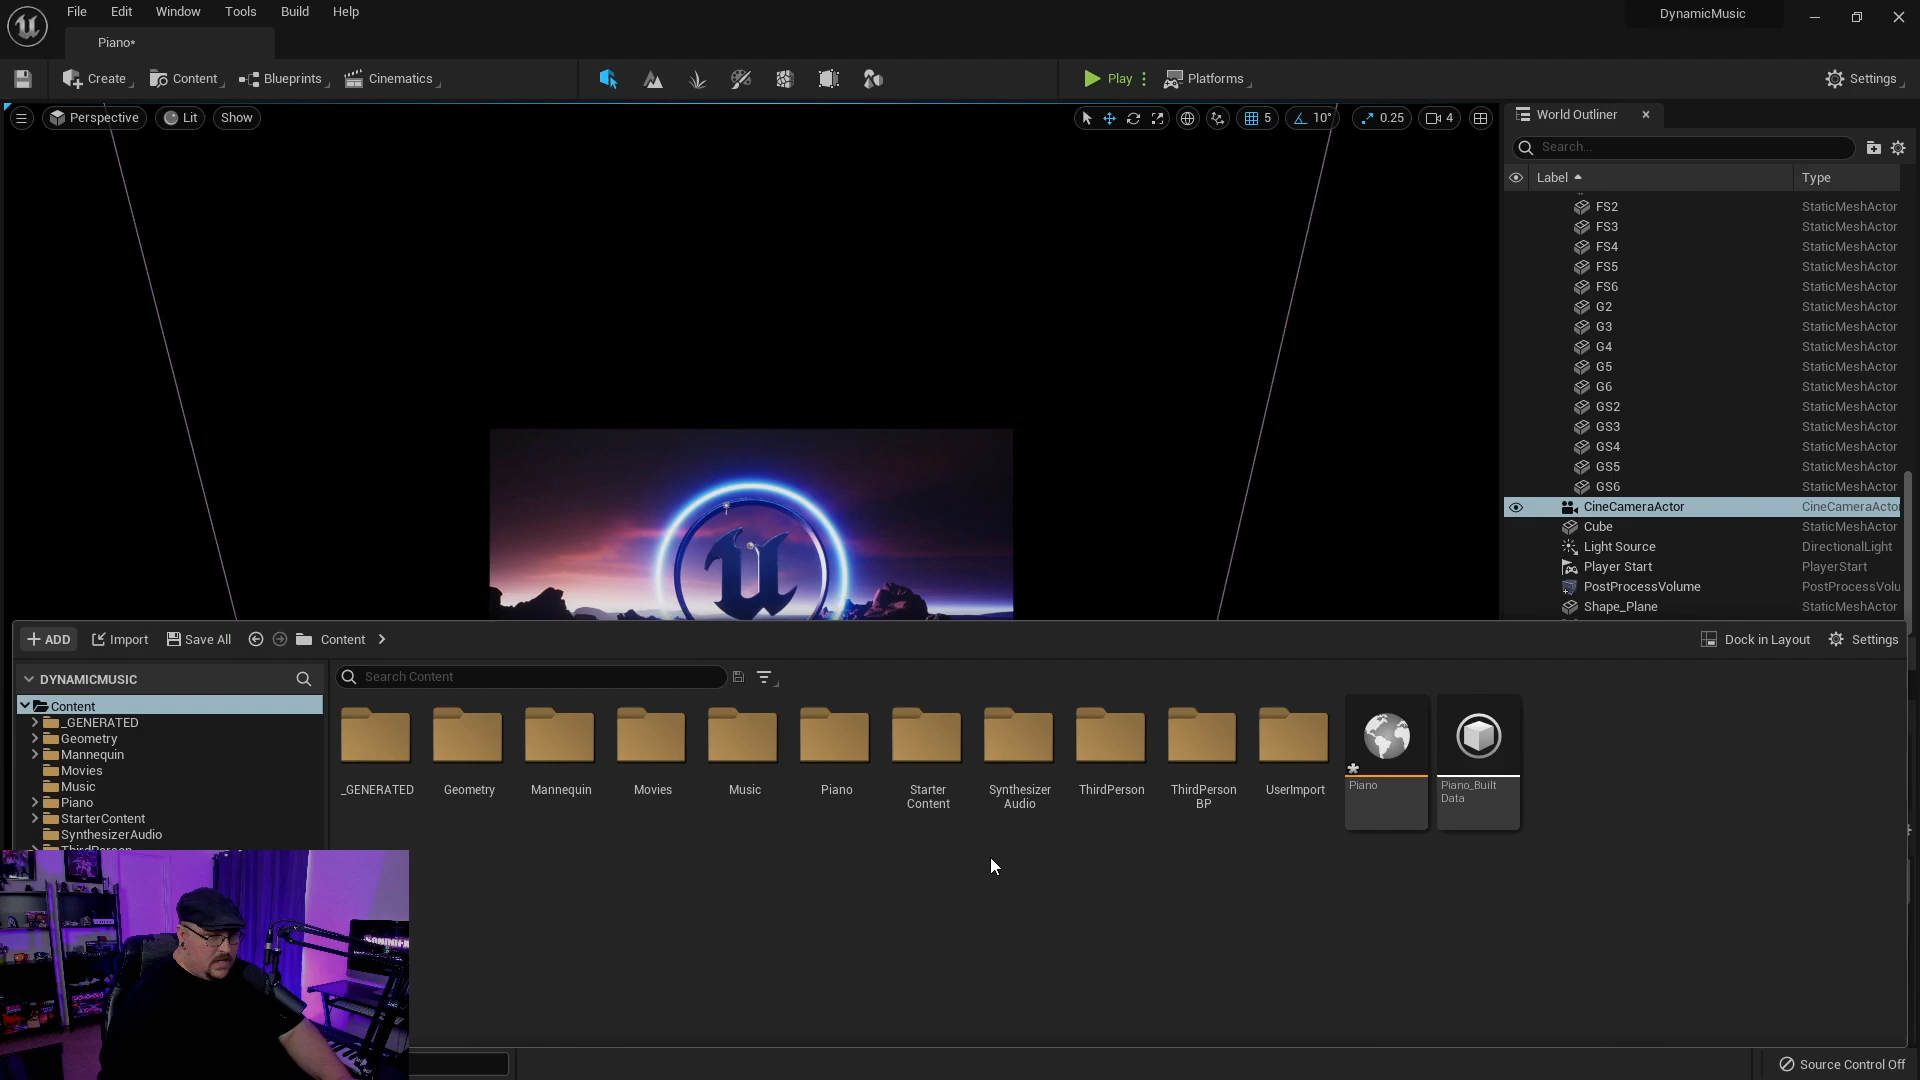 File Edit Window Tools Build Help
DynamicMusic
Piano*
Create Content Blueprints Cinematics Play Platforms Settings
Perspective Lit Show 5 10° 0.25 4
World Outliner
Search...
Label Type
FS2 StaticMeshActor
FS3 StaticMeshActor
FS4 StaticMeshActor
FS5 StaticMeshActor
FS6 StaticMeshActor
G2 StaticMeshActor
G3 StaticMeshActor
G4 StaticMeshActor
G5 StaticMeshActor
G6 StaticMeshActor
GS2 StaticMeshActor
GS3 StaticMeshActor
GS4 StaticMeshActor
GS5 StaticMeshActor
GS6 StaticMeshActor
CineCameraActor CineCameraActo
Cube StaticMeshActor
Light Source DirectionalLight
Player Start PlayerStart
PostProcessVolume PostProcessVolu
Shape_Plane StaticMeshActor
ADD Import Save All Content Dock in Layout Settings
DYNAMICMUSIC
Search Content
Content
_GENERATED
Geometry
Mannequin
Movies
Music
Piano
StarterContent
SynthesizerAudio
ThirdPerson
_GENERATED
Geometry
Mannequin
Movies
Music
Piano
Starter
Content
Synthesizer
Audio
ThirdPerson
ThirdPerson
BP
UserImport
Piano
Piano_Built
Data
Source Control Off